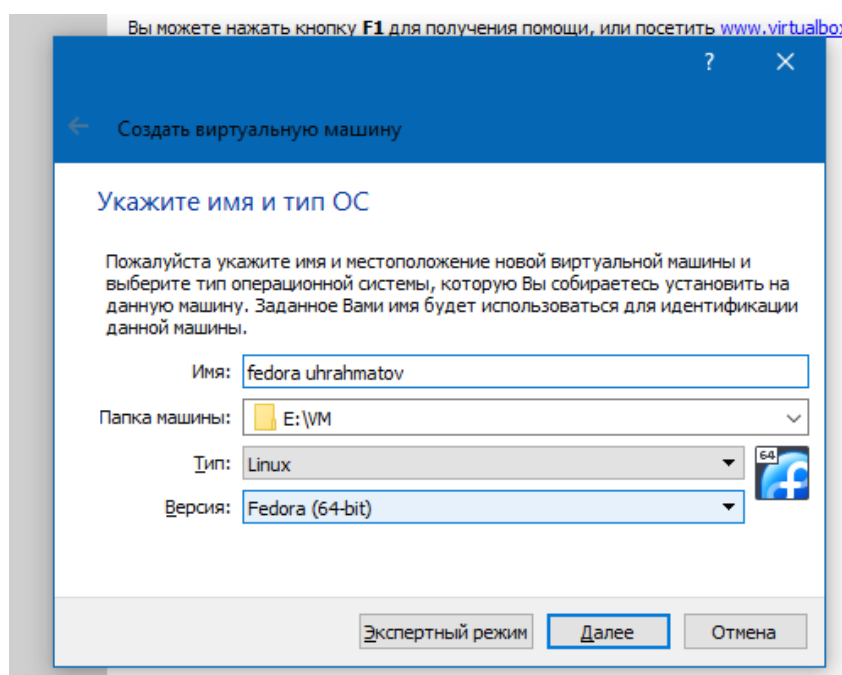 Вы можете нажать кнопку F1 для получения помощи, или посетить www.virtualbox
?
Создать виртуальную машину
Укажите имя и тип ОС
Пожалуйста укажите имя и местоположение новой виртуальной машины и
выберите тип операционной системы, которую Вы собираетесь установить на
данную машину. Заданное Вами имя будет использоваться для идентификации
данной машины.
Имя: fedora uhrahmatov
Папка машины: E:\VM
Тип: Linux
64
Версия: Fedora (64-bit)
Экспертный режим Далее Отмена